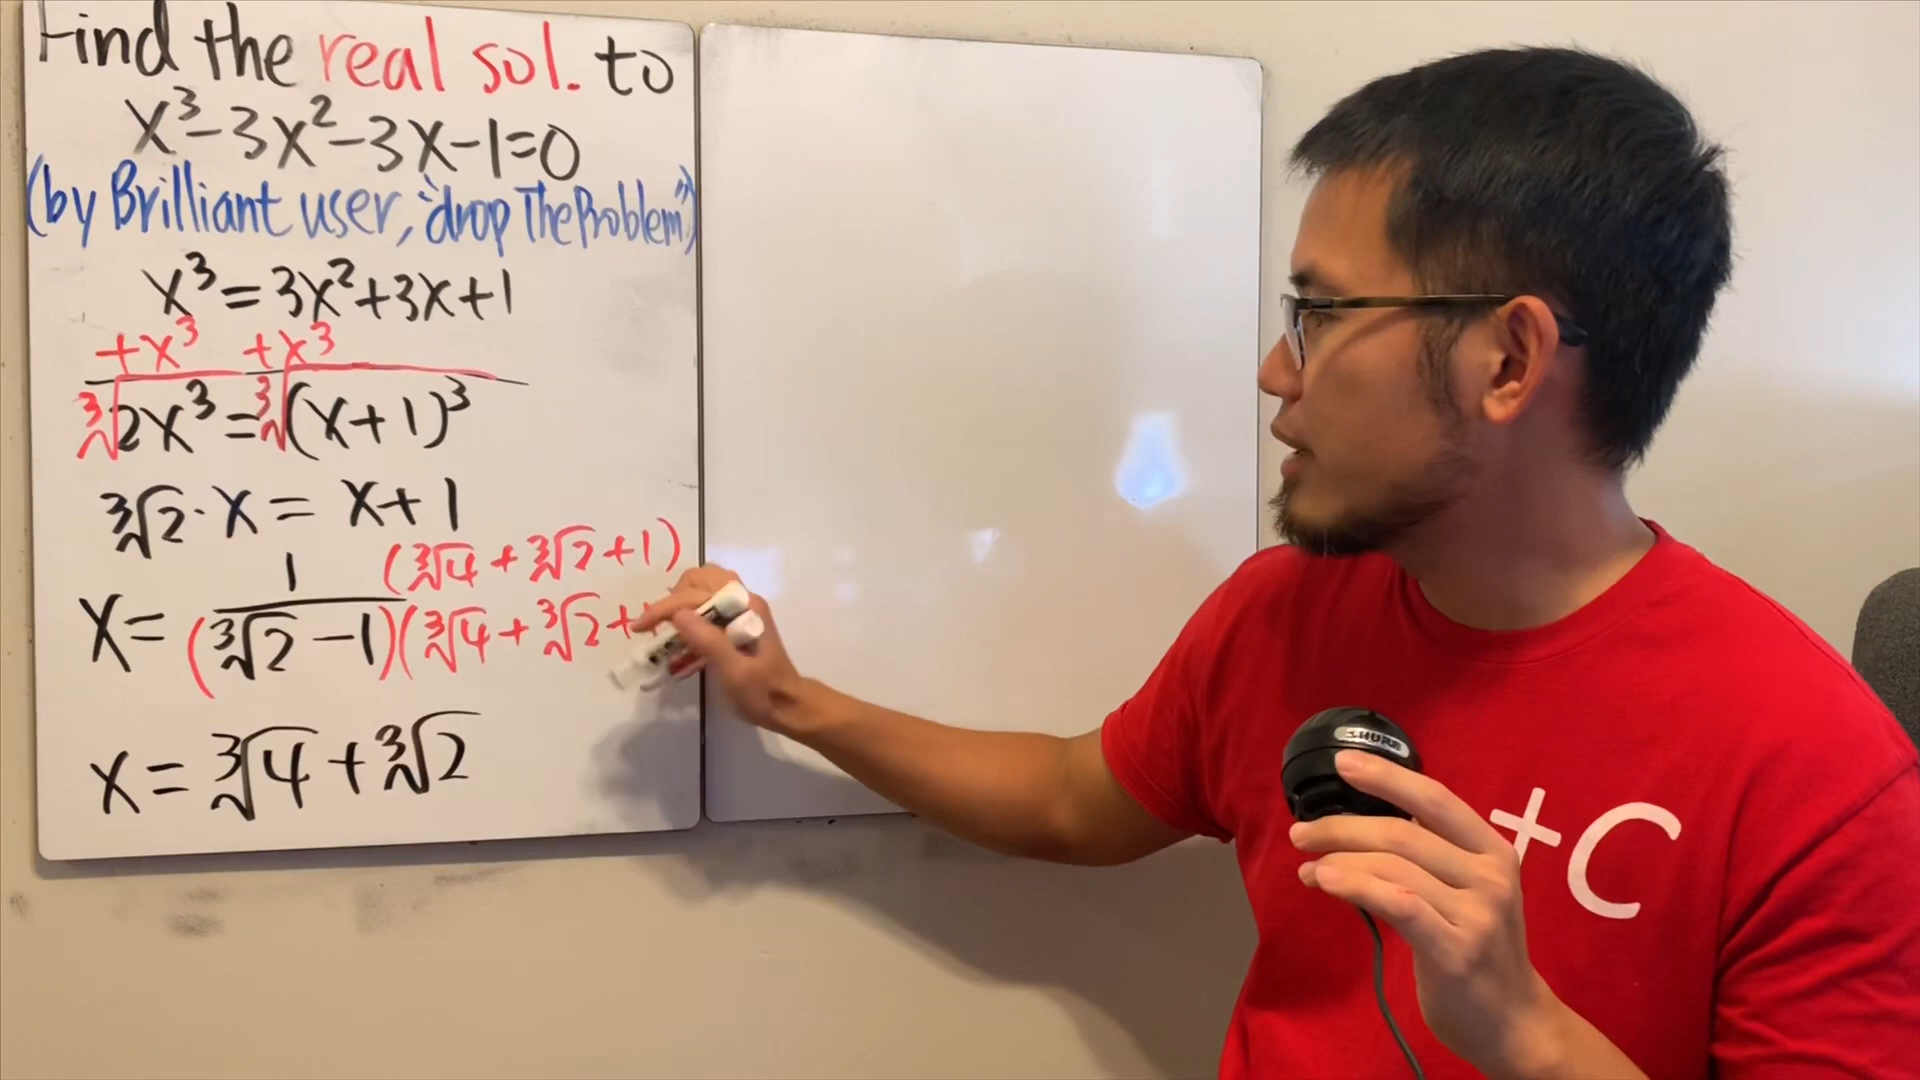 Find the real sol. to
x³-3x²-3x-1=0
(by Brilliant user, "drop The Problem")
x³=3x²+3x+1
+x³ +x³
∛2x³=∛(x+1)³
∛2·x=x+1
x=1(∛4+∛2+1)/(∛2-1)(∛4+∛2+
x=∛4+∛2
SHURE
+C